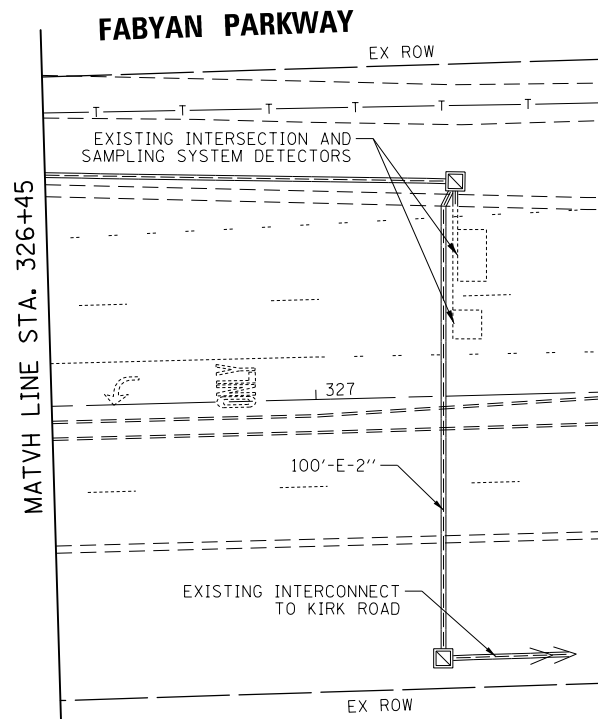 FABYAN PARKWAY
EX ROW
T T T T T T
EXISTING INTERSECTION AND
SAMPLING SYSTEM DETECTORS
MATVH LINE STA. 326+45
327
100'-E-2''
EXISTING INTERCONNECT
TO KIRK ROAD
EX ROW